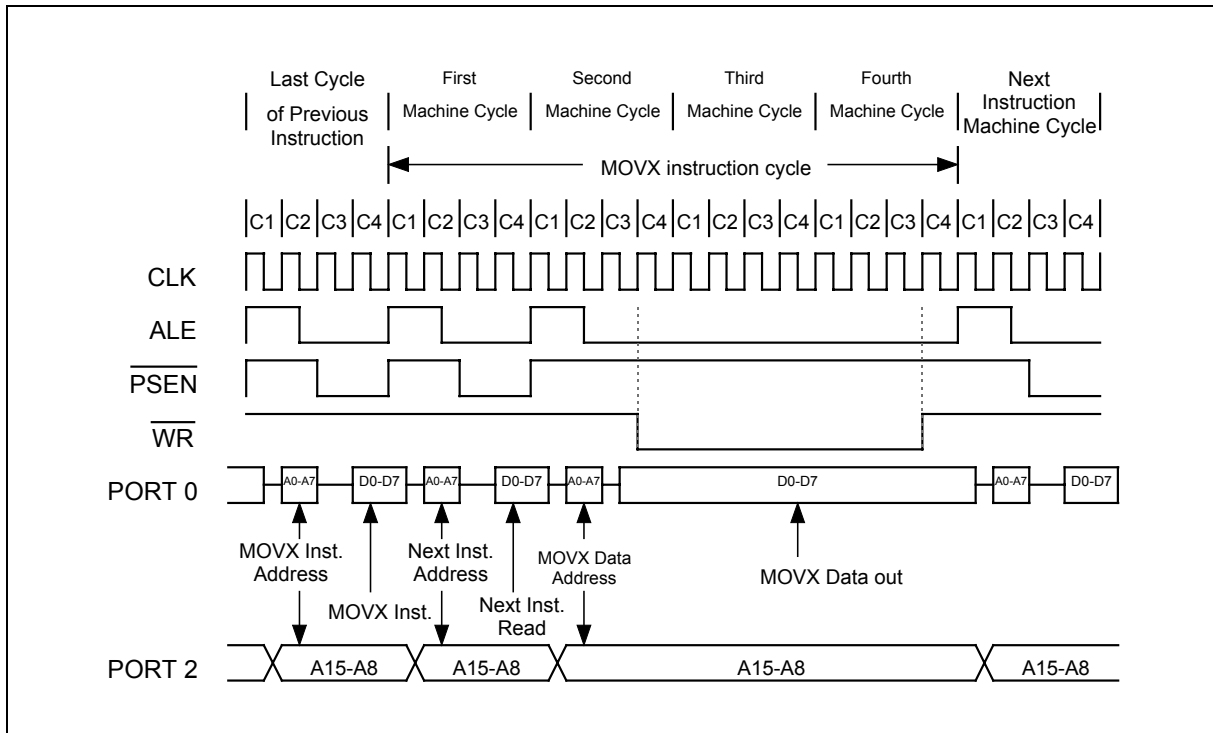 Last Cycle
of Previous
Instruction
First
Machine Cycle
Second
Machine Cycle
Third
Machine Cycle
Fourth
Machine Cycle
Next
Instruction
Machine Cycle
MOVX instruction cycle
C1 C2 C3 C4 C1 C2 C3 C4 C1 C2 C3 C4 C1 C2 C3 C4 C1 C2 C3 C4 C1 C2 C3 C4
CLK
ALE
PSEN
WR
PORT 0
A0-A7 D0-D7 A0-A7 D0-D7 A0-A7 D0-D7 A0-A7 D0-D7
MOVX Inst.
Address
MOVX Inst.
Next Inst.
Address
Next Inst.
Read
MOVX Data
Address
MOVX Data out
PORT 2
A15-A8 A15-A8 A15-A8 A15-A8